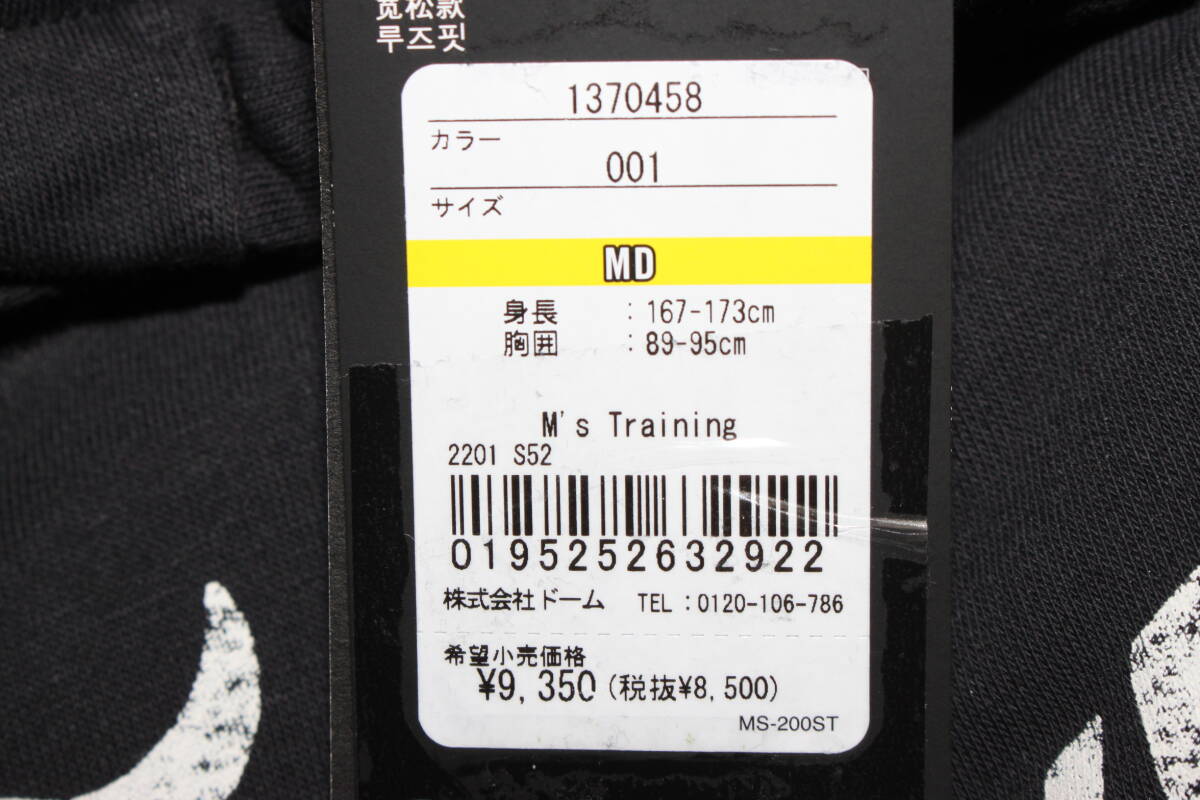 宽松款
루즈핏
1370458
カラー
001
サイズ
MD
身長 : 167-173cm
胸囲 : 89-95cm
M's Training
2201 S52
0195252632922
株式会社ドーム TEL : 0120-106-786
希望小売価格
¥9,350 (税抜¥8,500)
MS-200ST